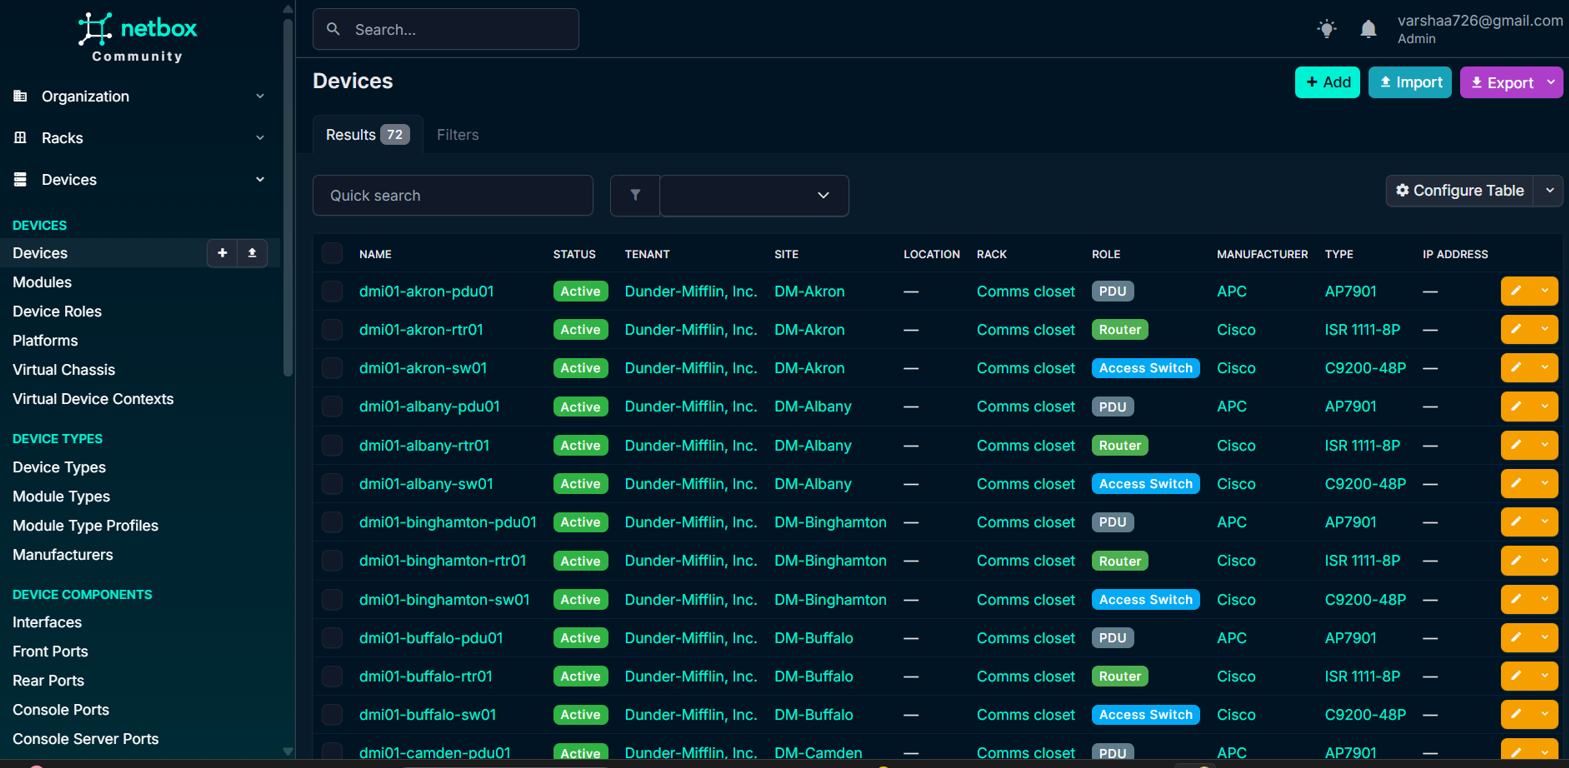 netbox
Community
Organization
Racks
Devices
DEVICES
Devices
Modules
Device Roles
Platforms
Virtual Chassis
Virtual Device Contexts
DEVICE TYPES
Device Types
Module Types
Module Type Profiles
Manufacturers
DEVICE COMPONENTS
Interfaces
Front Ports
Rear Ports
Console Ports
Console Server Ports
Search...
varshaa726@gmail.com
Admin
Devices
+ Add Import Export
Results 72 Filters
Quick search
Configure Table
NAME STATUS TENANT SITE LOCATION RACK ROLE MANUFACTURER TYPE IP ADDRESS
dmi01-akron-pdu01 Active Dunder-Mifflin, Inc. DM-Akron — Comms closet PDU APC AP7901 —
dmi01-akron-rtr01 Active Dunder-Mifflin, Inc. DM-Akron — Comms closet Router Cisco ISR 1111-8P —
dmi01-akron-sw01 Active Dunder-Mifflin, Inc. DM-Akron — Comms closet Access Switch Cisco C9200-48P —
dmi01-albany-pdu01 Active Dunder-Mifflin, Inc. DM-Albany — Comms closet PDU APC AP7901 —
dmi01-albany-rtr01 Active Dunder-Mifflin, Inc. DM-Albany — Comms closet Router Cisco ISR 1111-8P —
dmi01-albany-sw01 Active Dunder-Mifflin, Inc. DM-Albany — Comms closet Access Switch Cisco C9200-48P —
dmi01-binghamton-pdu01 Active Dunder-Mifflin, Inc. DM-Binghamton — Comms closet PDU APC AP7901 —
dmi01-binghamton-rtr01 Active Dunder-Mifflin, Inc. DM-Binghamton — Comms closet Router Cisco ISR 1111-8P —
dmi01-binghamton-sw01 Active Dunder-Mifflin, Inc. DM-Binghamton — Comms closet Access Switch Cisco C9200-48P —
dmi01-buffalo-pdu01 Active Dunder-Mifflin, Inc. DM-Buffalo — Comms closet PDU APC AP7901 —
dmi01-buffalo-rtr01 Active Dunder-Mifflin, Inc. DM-Buffalo — Comms closet Router Cisco ISR 1111-8P —
dmi01-buffalo-sw01 Active Dunder-Mifflin, Inc. DM-Buffalo — Comms closet Access Switch Cisco C9200-48P —
dmi01-camden-pdu01 Active Dunder-Mifflin, Inc. DM-Camden — Comms closet PDU APC AP7901 —